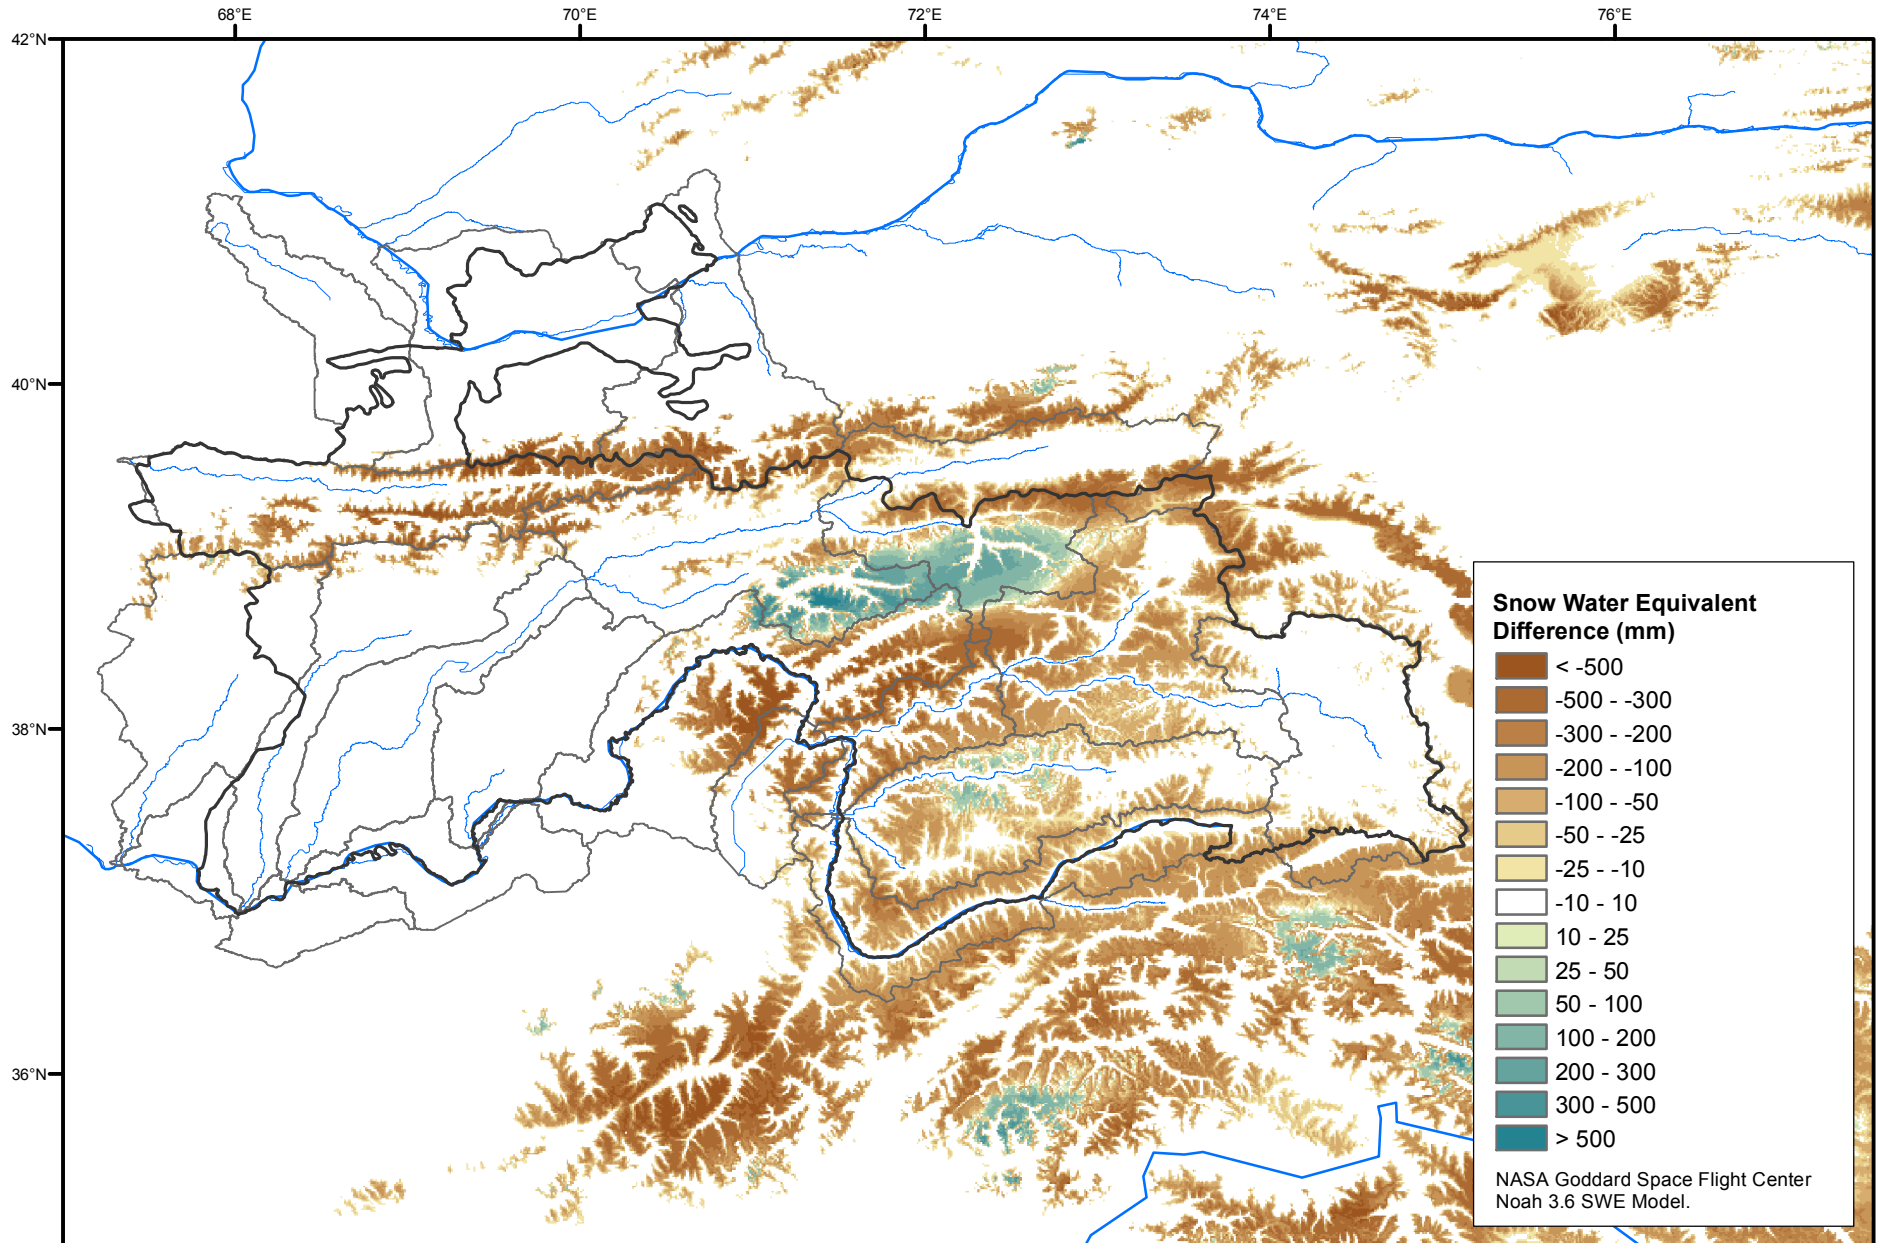 68°E 70°E 72°E 74°E 76°E
42°N
40°N
38°N
36°N
Snow Water Equivalent
Difference (mm)
< -500
-500 - -300
-300 - -200
-200 - -100
-100 - -50
-50 - -25
-25 - -10
-10 - 10
10 - 25
25 - 50
50 - 100
100 - 200
200 - 300
300 - 500
> 500
NASA Goddard Space Flight Center
Noah 3.6 SWE Model.